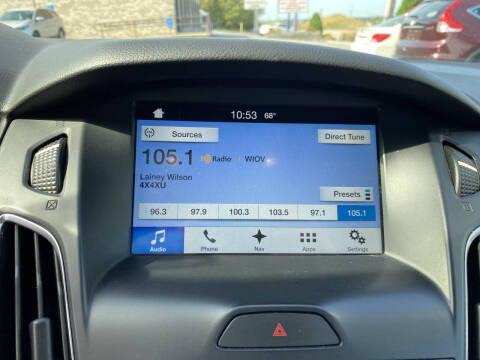 10:53 68°
Sources
Direct Tune
105.1 HD Radio WIOV
Lainey Wilson
4X4XU
Presets
96.3 97.9 100.3 103.5 97.1 105.1
Audio Phone Nav Apps Settings